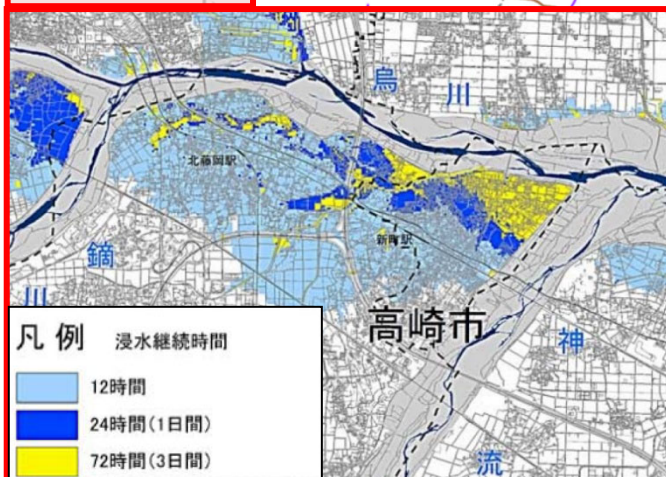 烏川
北藤岡駅
新町駅
鏑川
高崎市
神流
凡例 浸水継続時間
12時間
24時間(1日間)
72時間(3日間)